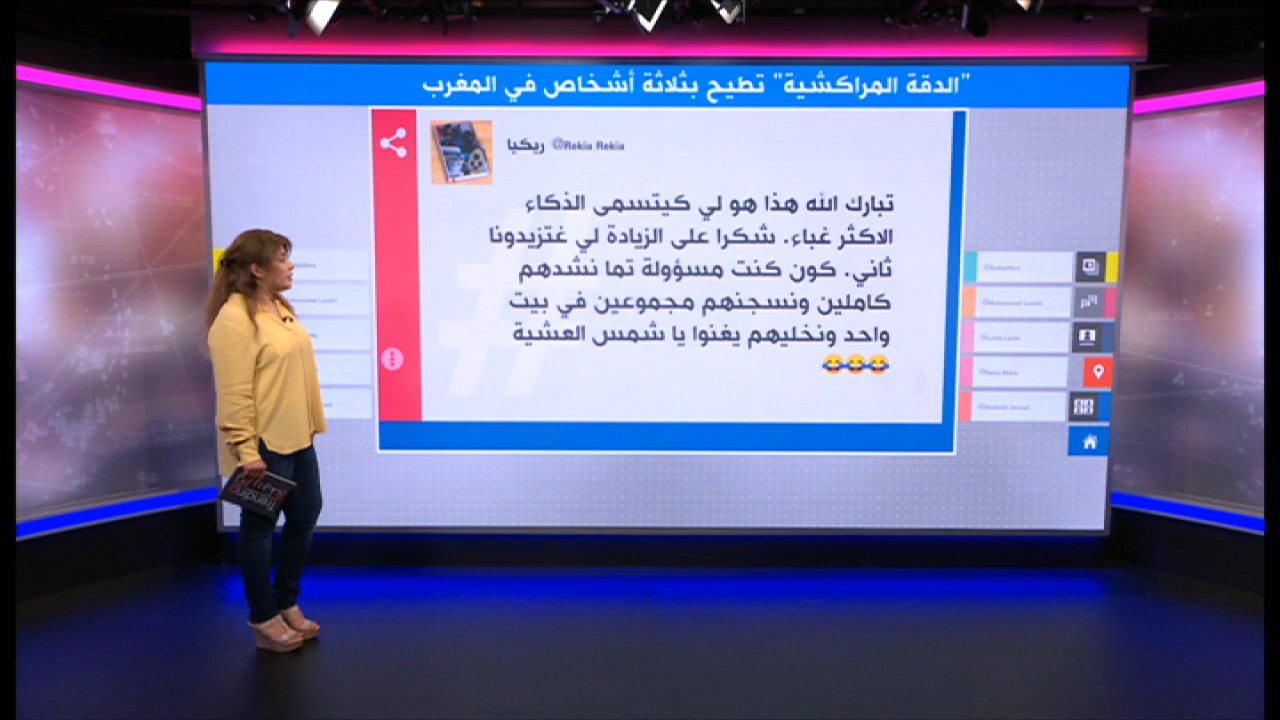 "الدقة المراكشية" تطيح بثلاثة أشخاص في المغرب
ريكيا @Rekia Rekia
تبارك الله هذا هو لي كيتسمى الذكاء
الاكثر غباء. شكرا على الزيادة لي غتزيدونا
ثاني. كون كنت مسؤولة تما نشدهم
كاملين ونسجنهم مجموعين في بيت
واحد ونخليهم يغنوا يا شمس العشية
😂😂😂
#
Trending